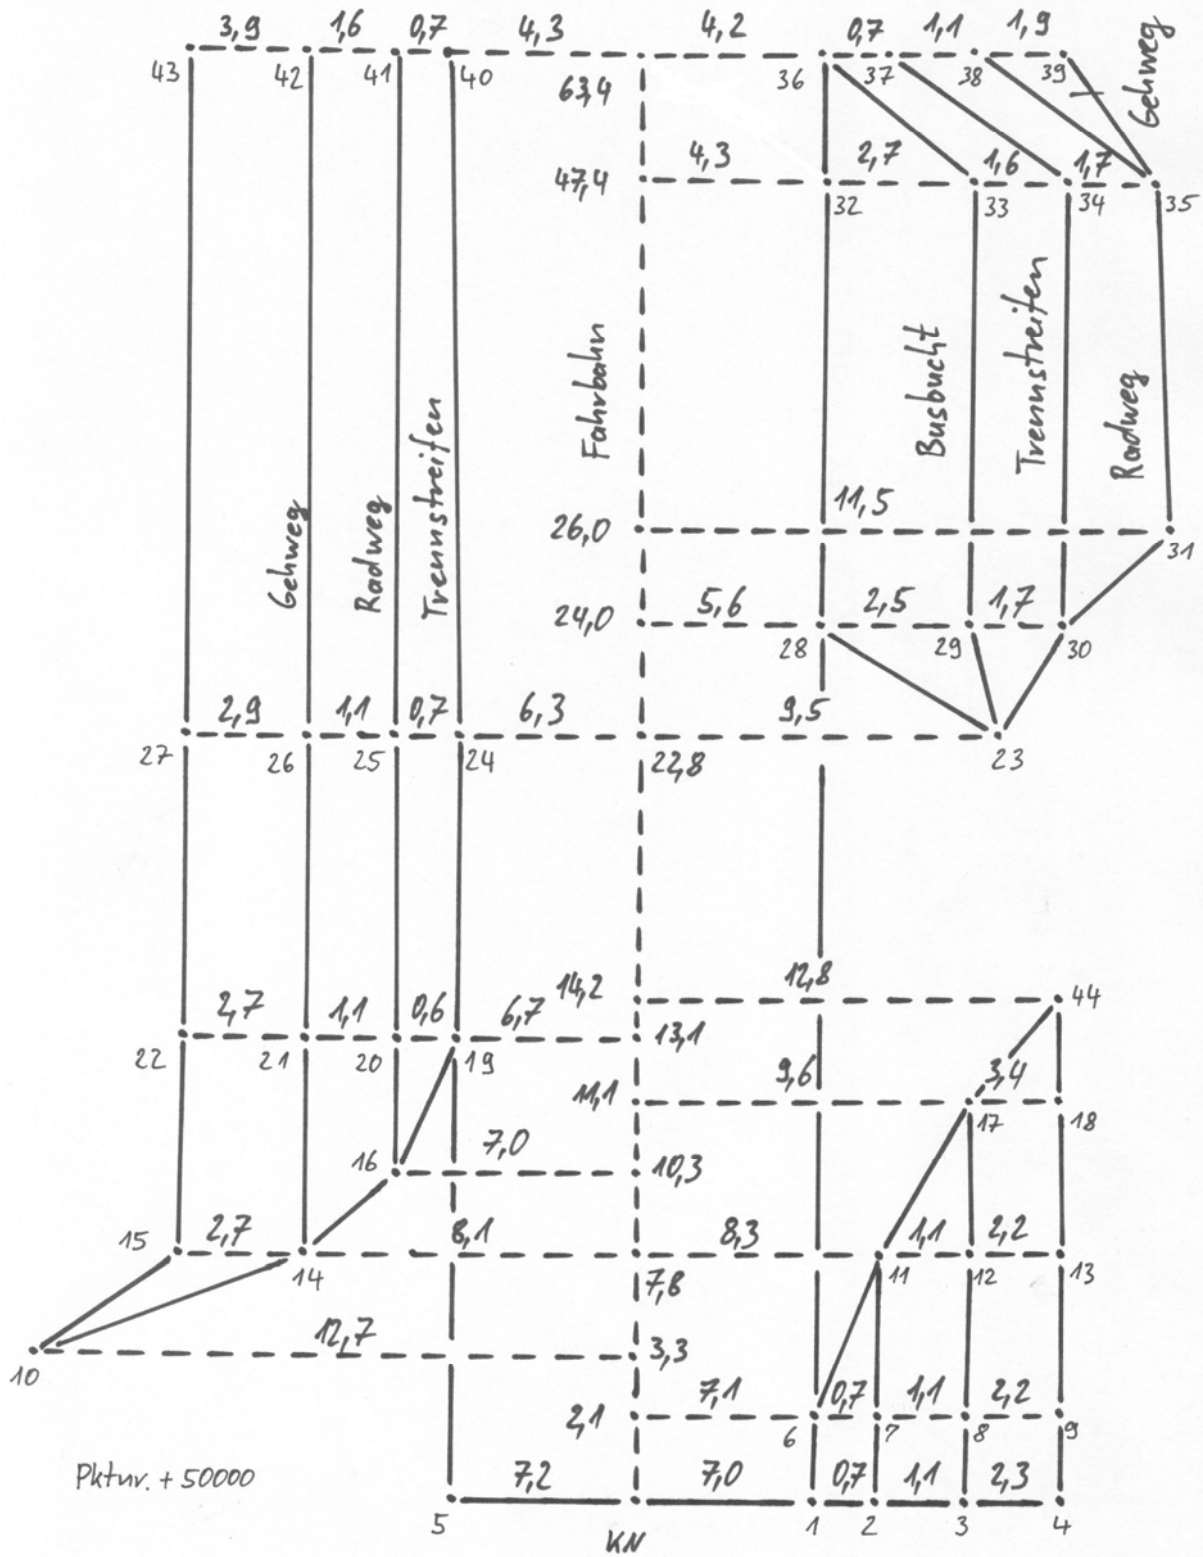 3,9 1,6 0,7 4,3 4,2 0,7 1,1 1,9
43 42 41 40 63,4 36 37 38 39 Gehweg
4,3 2,7 1,6 1,7
47,4 32 33 34 35
Gehweg Radweg Trennstreifen Fahrbahn Busbucht Trennstreifen Radweg
11,5
26,0 31
5,6 2,5 1,7
24,0 28 29 30
2,9 1,1 0,7 6,3 9,5
27 26 25 24 22,8 23
12,8
14,2 44
2,7 1,1 0,6 6,7 13,1
22 21 20 19
9,6 3,4
11,1 17 18
7,0
16 10,3
15 2,7 8,1 8,3 1,1 2,2
14 7,8 11 12 13
12,7
10 3,3
7,1 0,7 1,1 2,2
2,1 6 7 8 9
Pktnr. + 50000
7,2 7,0 0,7 1,1 2,3
5 KN 1 2 3 4